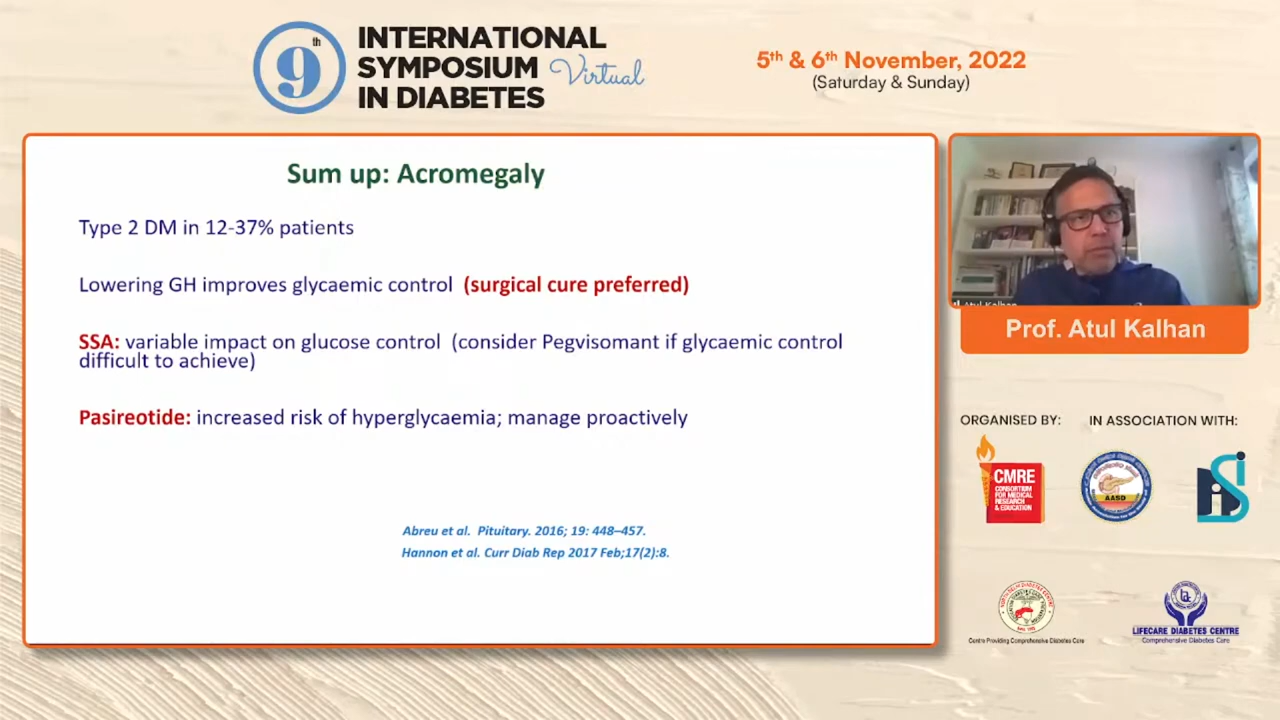 9th
INTERNATIONAL
SYMPOSIUM Virtual
IN DIABETES
5th & 6th November, 2022
(Saturday & Sunday)
Sum up: Acromegaly
Type 2 DM in 12-37% patients
Lowering GH improves glycaemic control (surgical cure preferred)
SSA: variable impact on glucose control (consider Pegvisomant if glycaemic control
difficult to achieve)
Pasireotide: increased risk of hyperglycaemia; manage proactively
Abreu et al. Pituitary. 2016; 19: 448–457.
Hannon et al. Curr Diab Rep 2017 Feb;17(2):8.
Atul Kalhan
Prof. Atul Kalhan
ORGANISED BY:
IN ASSOCIATION WITH:
CMRE
CONSORTIUM
FOR MEDICAL
RESEARCH
& EDUCATION
AASD
Centre Providing Comprehensive Diabetes Care
LIFECARE DIABETES CENTRE
Comprehensive Diabetes Care